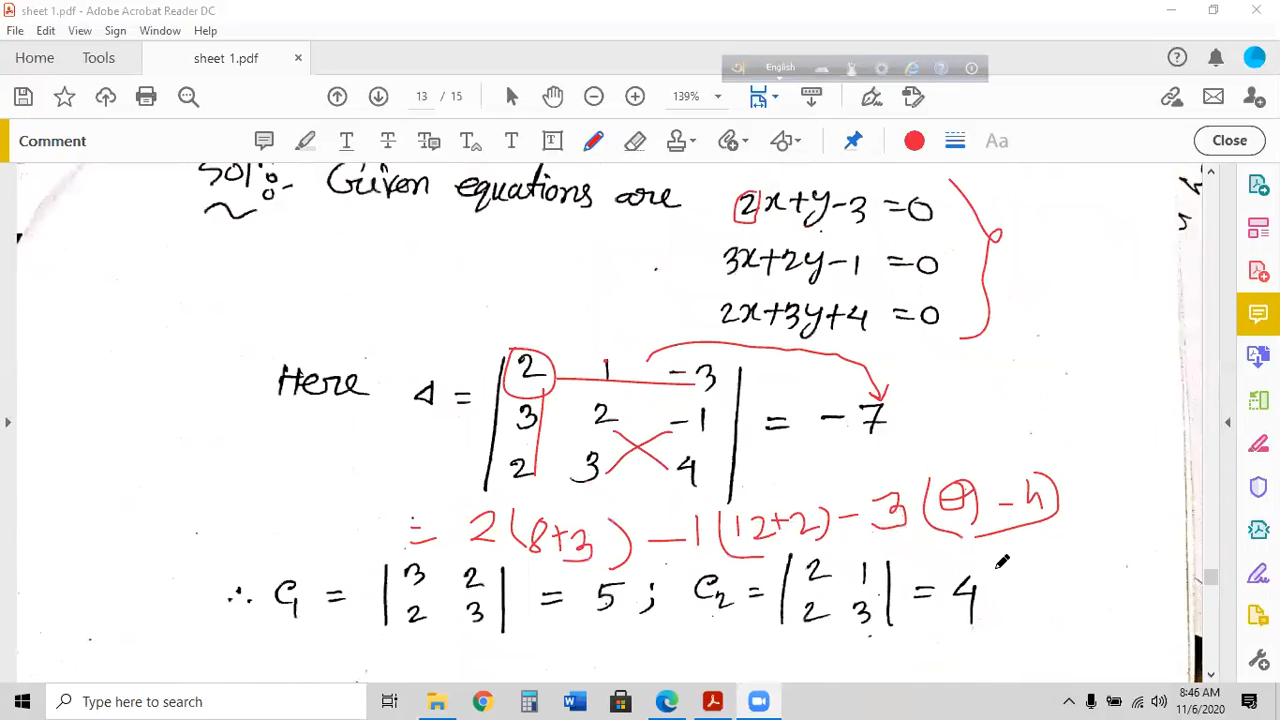 sheet 1.pdf - Adobe Acrobat Reader DC
File Edit View Sign Window Help
Home Tools sheet 1.pdf ×
English
13 / 15 139%
Comment Close
Sol:- Given equations are 2x+y-3 =0
3x+2y-1 =0
2x+3y+4 =0
Here Δ = | 2 1 -3 | = -7
3 2 -1
2 3 4
= 2(8+3) -1(12+2) -3(9-4)
∴ C₁ = | 3 2 | = 5 ; C₂ = | 2 1 | = 4
2 3 2 3
Type here to search
8:46 AM
11/6/2020